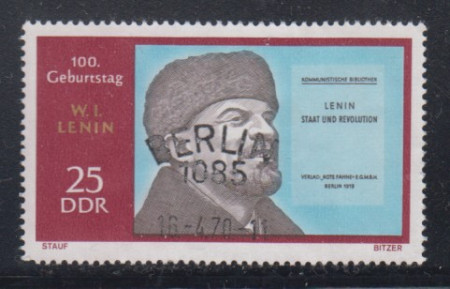 100.
Geburtstag
W. I.
LENIN
25
DDR
KOMMUNISTISCHE BIBLIOTHEK
LENIN
STAAT UND REVOLUTION
VERLAG „ROTE FAHNE“ E.G.M.B.H.
BERLIN 1919
BERLIN
1085
16.-4.70-11
STAUF
BITZER